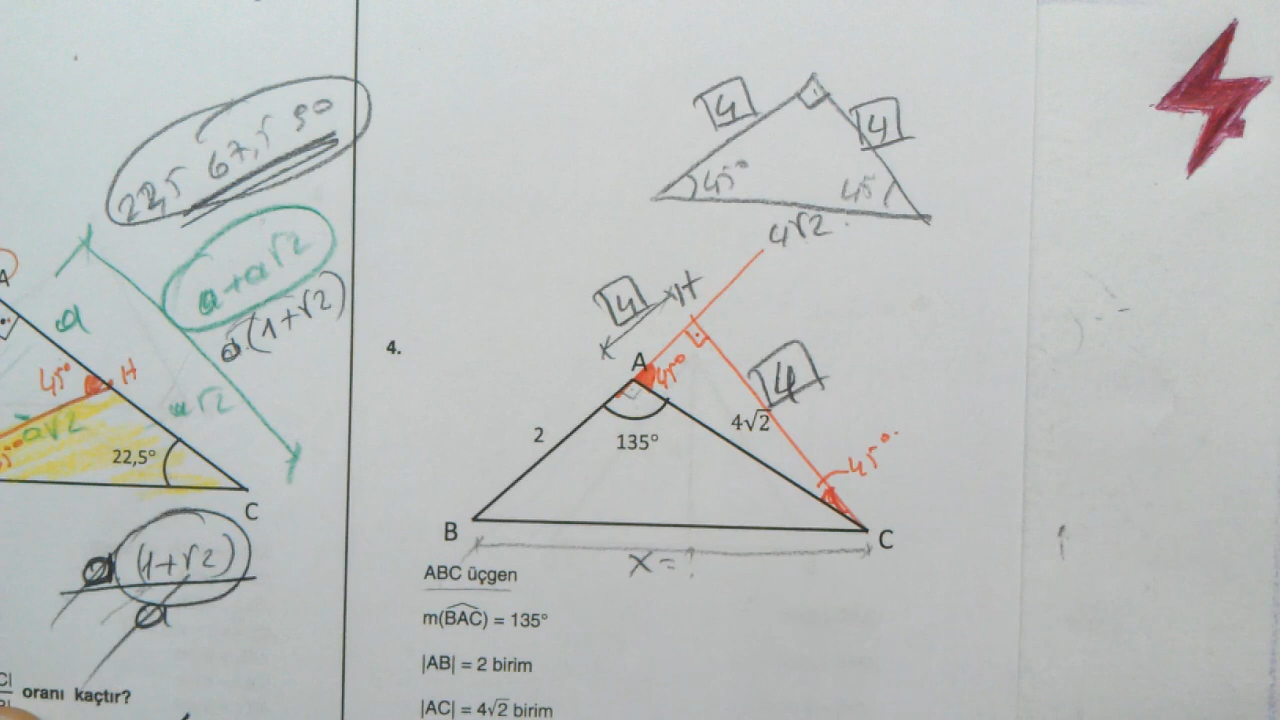 22,5 67,5 90
a+a√2
a(1+√2)
A
a
45°
H
a√2
a√2
22,5°
C
a(1+√2)
a
oranı kaçtır?
4
4
45°
45
4√2
4.
4
H
A
45°
4
2
135°
4√2
45°
B
C
x=?
ABC üçgen
m(BAC) = 135°
|AB| = 2 birim
|AC| = 4√2 birim